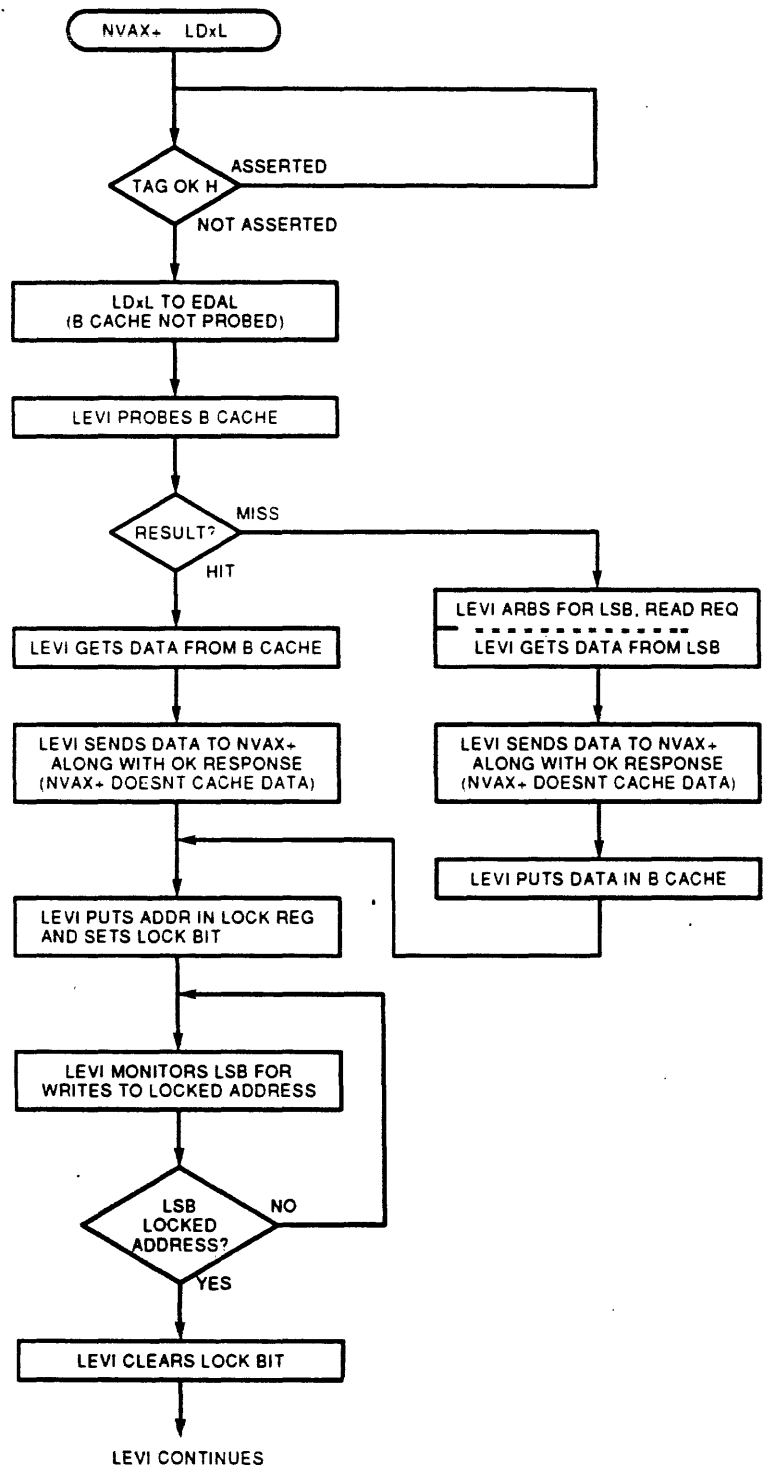 NVAX+ LDxL
ASSERTED
TAG OK H
NOT ASSERTED
LDxL TO EDAL
(B CACHE NOT PROBED)
LEVI PROBES B CACHE
MISS
RESULT?
HIT
LEVI GETS DATA FROM B CACHE
LEVI SENDS DATA TO NVAX+
ALONG WITH OK RESPONSE
(NVAX+ DOESNT CACHE DATA)
LEVI ARBS FOR LSB, READ REQ
LEVI GETS DATA FROM LSB
LEVI SENDS DATA TO NVAX+
ALONG WITH OK RESPONSE
(NVAX+ DOESNT CACHE DATA)
LEVI PUTS DATA IN B CACHE
LEVI PUTS ADDR IN LOCK REG
AND SETS LOCK BIT
LEVI MONITORS LSB FOR
WRITES TO LOCKED ADDRESS
LSB
LOCKED
ADDRESS?
NO
YES
LEVI CLEARS LOCK BIT
LEVI CONTINUES